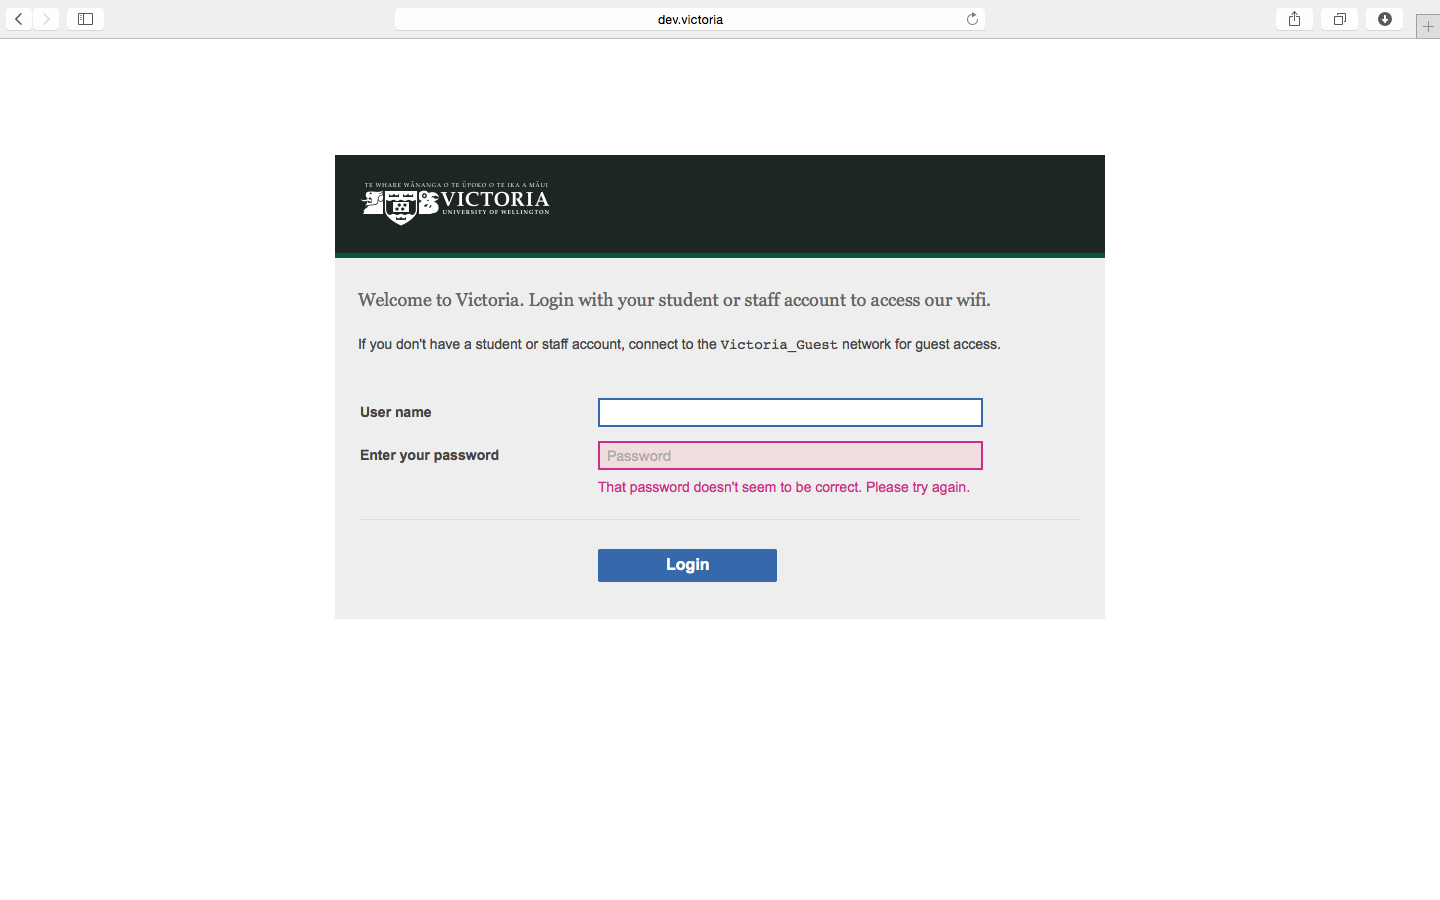 dev.victoria
TE WHARE WĀNANGA O TE ŪPOKO O TE IKA A MĀUI
VICTORIA
UNIVERSITY OF WELLINGTON
Welcome to Victoria. Login with your student or staff account to access our wifi.
If you don't have a student or staff account, connect to the Victoria_Guest network for guest access.
User name
Enter your password
Password
That password doesn't seem to be correct. Please try again.
Login